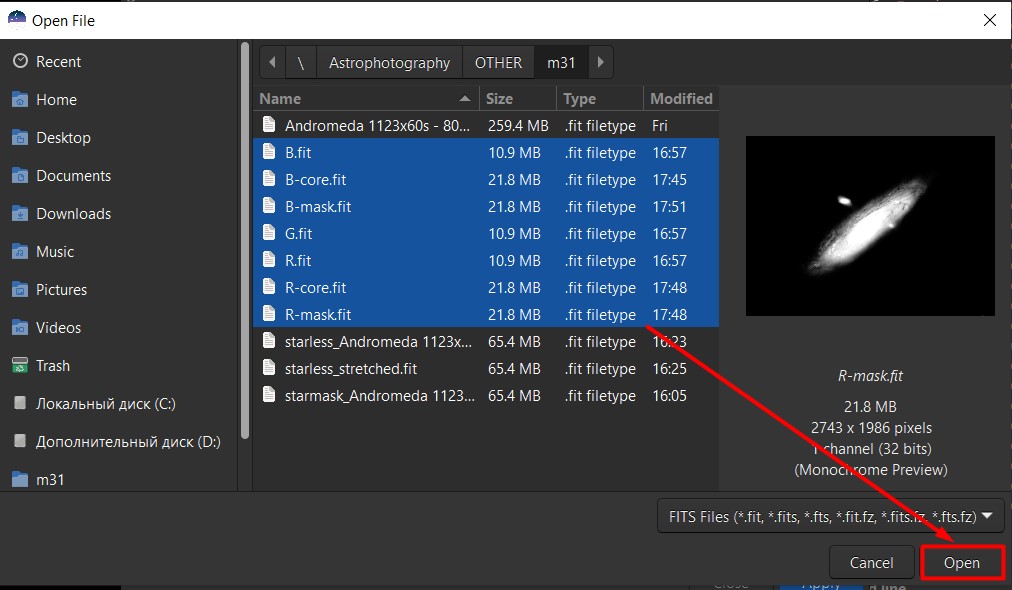 Open File
Recent
Home
Desktop
Documents
Downloads
Music
Pictures
Videos
Trash
Локальный диск (C:)
Дополнительный диск (D:)
m31
\ Astrophotography OTHER m31
Name Size Type Modified
Andromeda 1123x60s - 80... 259.4 MB .fit filetype Fri
B.fit 10.9 MB .fit filetype 16:57
B-core.fit 21.8 MB .fit filetype 17:45
B-mask.fit 21.8 MB .fit filetype 17:51
G.fit 10.9 MB .fit filetype 16:57
R.fit 10.9 MB .fit filetype 16:57
R-core.fit 21.8 MB .fit filetype 17:48
R-mask.fit 21.8 MB .fit filetype 17:48
starless_Andromeda 1123x... 65.4 MB .fit filetype 16:23
starless_stretched.fit 65.4 MB .fit filetype 16:25
starmask_Andromeda 1123... 65.4 MB .fit filetype 16:05
R-mask.fit
21.8 MB
2743 x 1986 pixels
1 channel (32 bits)
(Monochrome Preview)
FITS Files (*.fit, *.fits, *.fts, *.fit.fz, *.fits.fz, *.fts.fz)
Cancel Open
Close Apply